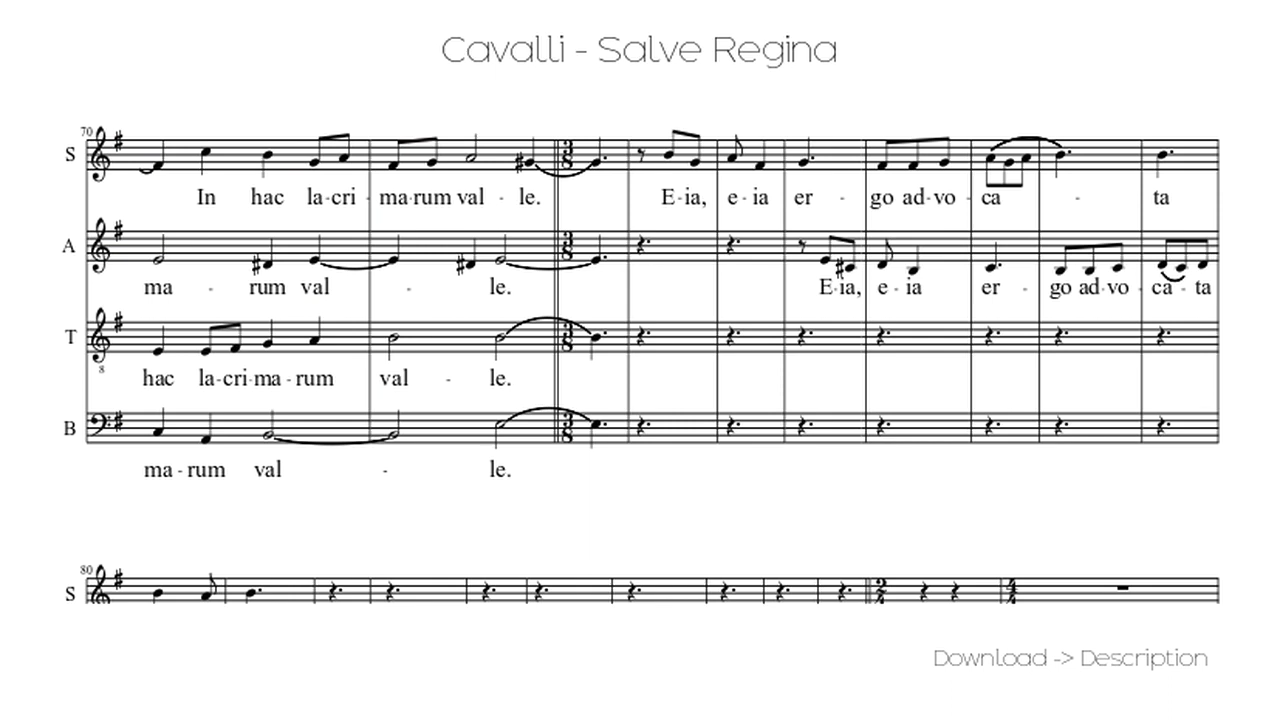 Cavalli - Salve Regina
70
S
In hac la-cri - ma-rum val - le. E-ia, e - ia er - go ad-vo - ca - ta
A
ma - rum val - le. E-ia, e - ia er - go ad-vo - ca - ta
T
8
hac la-cri-ma-rum val - le.
B
ma-rum val - le.
80
S
Download -> Description